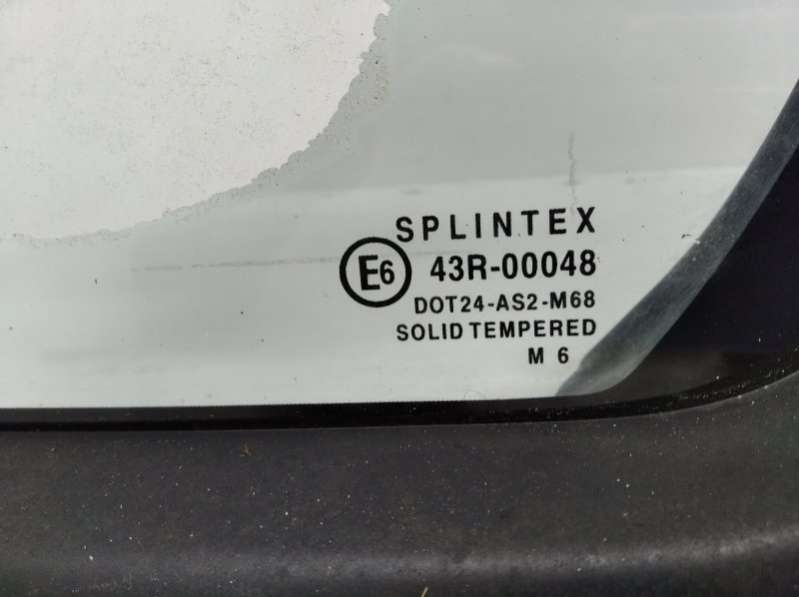 SPLINTEX
E6 43R-00048
DOT24-AS2-M68
SOLID TEMPERED
M 6